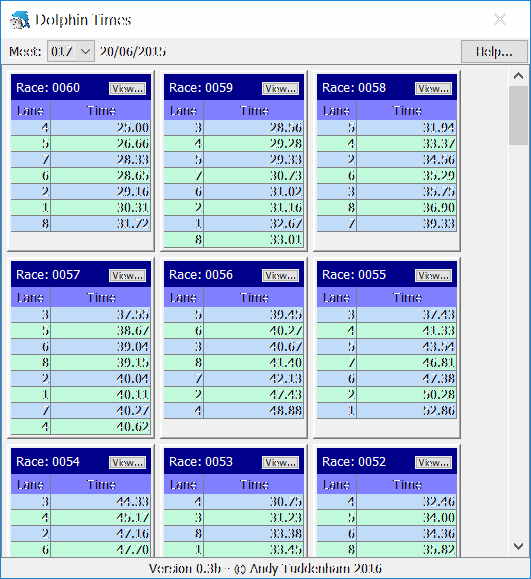 Dolphin Times
Meet: 017 20/06/2015 Help...
Race: 0060 View... Race: 0059 View... Race: 0058 View...
Lane Time Lane Time Lane Time
4 25.00 3 28.56 5 31.94
5 26.66 4 29.28 4 33.37
7 28.33 5 29.33 2 34.56
6 28.65 7 30.73 6 35.29
2 29.16 6 31.02 3 35.75
1 30.31 2 31.16 8 36.90
8 31.72 1 32.67 7 39.33
8 33.01
Race: 0057 View... Race: 0056 View... Race: 0055 View...
Lane Time Lane Time Lane Time
3 37.55 5 39.45 3 37.43
5 38.67 6 40.27 4 41.33
6 39.04 3 40.67 5 43.54
8 39.15 8 41.40 7 46.81
2 40.04 7 42.13 6 47.38
1 40.11 2 47.43 2 50.28
7 40.27 4 48.88 1 52.86
4 40.62
Race: 0054 View... Race: 0053 View... Race: 0052 View...
Lane Time Lane Time Lane Time
3 44.33 4 30.75 4 32.46
4 45.17 3 31.23 5 34.00
2 47.16 8 33.38 6 34.36
6 47.70 1 33.45 8 35.82
Version 0.3b - © Andy Tuddenham 2016